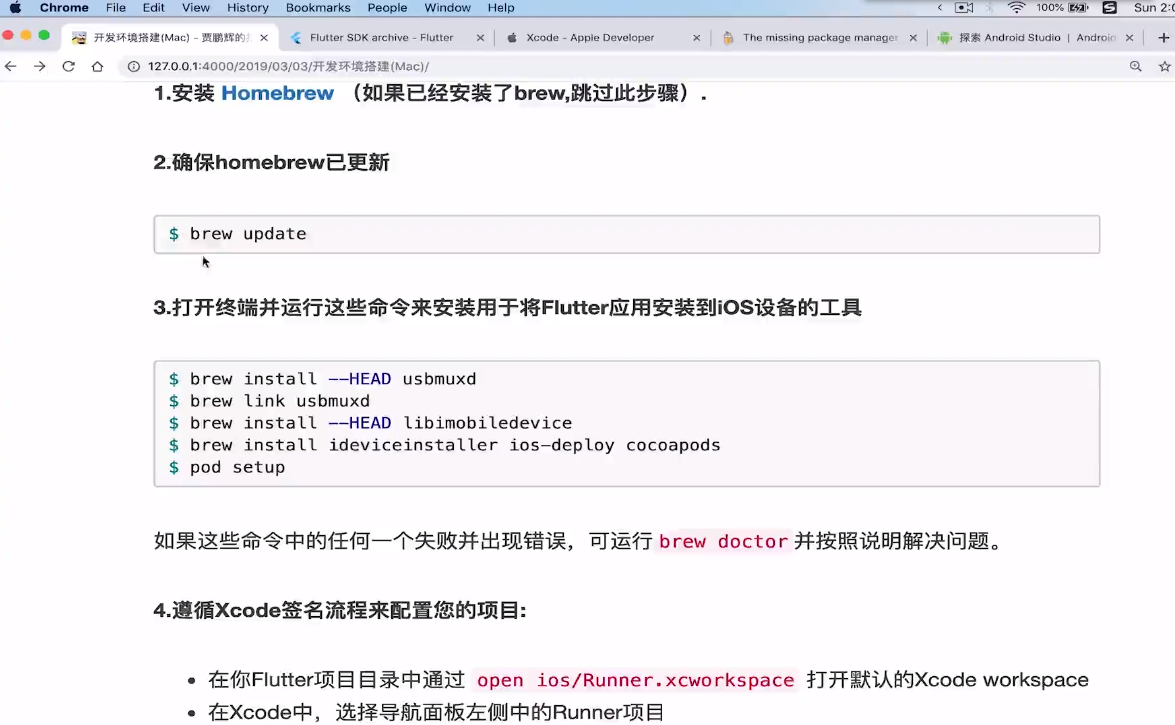 Chrome File Edit View History Bookmarks People Window Help 100% Sun 2:0
开发环境搭建(Mac) - 贾鹏辉的 Flutter SDK archive - Flutter Xcode - Apple Developer The missing package manager 探索 Android Studio | Android
127.0.0.1:4000/2019/03/03/开发环境搭建(Mac)/
1.安装 Homebrew （如果已经安装了brew,跳过此步骤）.
2.确保homebrew已更新
$ brew update
3.打开终端并运行这些命令来安装用于将Flutter应用安装到iOS设备的工具
$ brew install --HEAD usbmuxd
$ brew link usbmuxd
$ brew install --HEAD libimobiledevice
$ brew install ideviceinstaller ios-deploy cocoapods
$ pod setup
如果这些命令中的任何一个失败并出现错误，可运行 brew doctor 并按照说明解决问题。
4.遵循Xcode签名流程来配置您的项目:
• 在你Flutter项目目录中通过 open ios/Runner.xcworkspace 打开默认的Xcode workspace
• 在Xcode中，选择导航面板左侧中的Runner项目